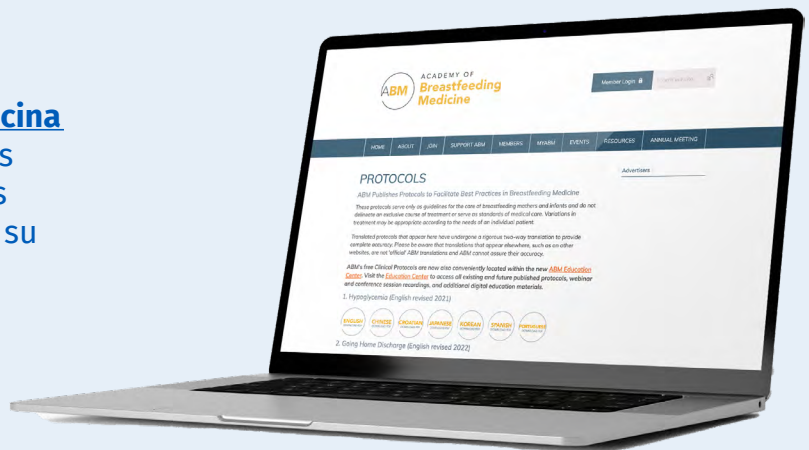 cina
s
s
su
ABM
ACADEMY OF
Breastfeeding
Medicine
Member Login
HOME ABOUT JOIN SUPPORT ABM MEMBERS MYABM EVENTS RESOURCES ANNUAL MEETING
PROTOCOLS
Advertisers
ABM Publishes Protocols to Facilitate Best Practices in Breastfeeding Medicine
These protocols serve only as guidelines for the care of breastfeeding mothers and infants and do not
delineate an exclusive course of treatment or serve as standards of medical care. Variations in
treatment may be appropriate according to the needs of an individual patient.
Translated protocols that appear here have undergone a rigorous two-way translation to provide
complete accuracy. Please be aware that translations that appear elsewhere, such as on other
websites, are not 'official' ABM translations and ABM cannot assure their accuracy.
ABM's free Clinical Protocols are now also conveniently located within the new ABM Education
Center. Visit the Education Center to access all existing and future published protocols, webinar
and conference session recordings, and additional digital education materials.
1. Hypoglycemia (English revised 2021)
ENGLISH CHINESE CROATIAN JAPANESE KOREAN SPANISH PORTUGUESE
2. Going Home Discharge (English revised 2022)